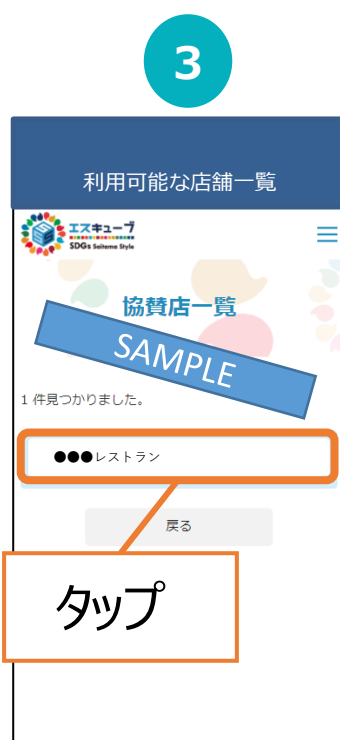 3
利用可能な店舗一覧
エスキューブ
SDGs Saitama Style
協賛店一覧
SAMPLE
1 件見つかりました。
●●●レストラン
戻る
タップ